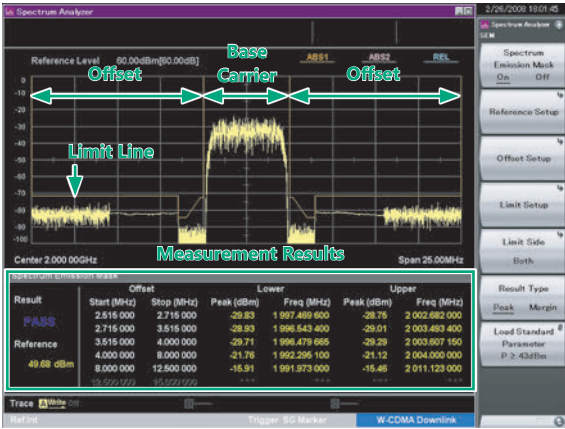 Spectrum Analyzer
2/26/2008 18:01:45
Spectrum Analyzer
SEM
Reference Level 60.00dBm[60.00dB]
ABS1
ABS2
REL
Offset
Base
Carrier
Offset
Limit Line
0
-10
-20
-30
-40
-50
-60
-70
-80
-90
-100
Center 2.000 00GHz
Measurement Results
Span 25.00MHz
Spectrum Emission Mask
Offset Lower Upper
Result Start (MHz) Stop (MHz) Peak (dBm) Freq (MHz) Peak (dBm) Freq (MHz)
2.515 000 2.715 000 -29.83 1 997.469 600 -28.75 2 002.682 000
PASS 2.715 000 3.515 000 -28.93 1 996.543 400 -29.01 2 003.493 400
Reference 3.515 000 4.000 000 -29.71 1 996.479 665 -29.29 2 003.607 150
4.000 000 8.000 000 -21.76 1 992.295 100 -21.12 2 004.000 000
49.68 dBm 8.000 000 12.500 000 -15.91 1 991.973 000 -15.46 2 011.123 000
12.500 000 15.000 000 *** *** *** ***
Trace A Write
Ref.Int
Trigger SG Marker
W-CDMA Downlink
Spectrum
Emission Mask
On Off
Reference Setup
Offset Setup
Limit Setup
Limit Side
Both
Result Type
Peak Margin
Load Standard
Parameter
P ≥ 43dBm